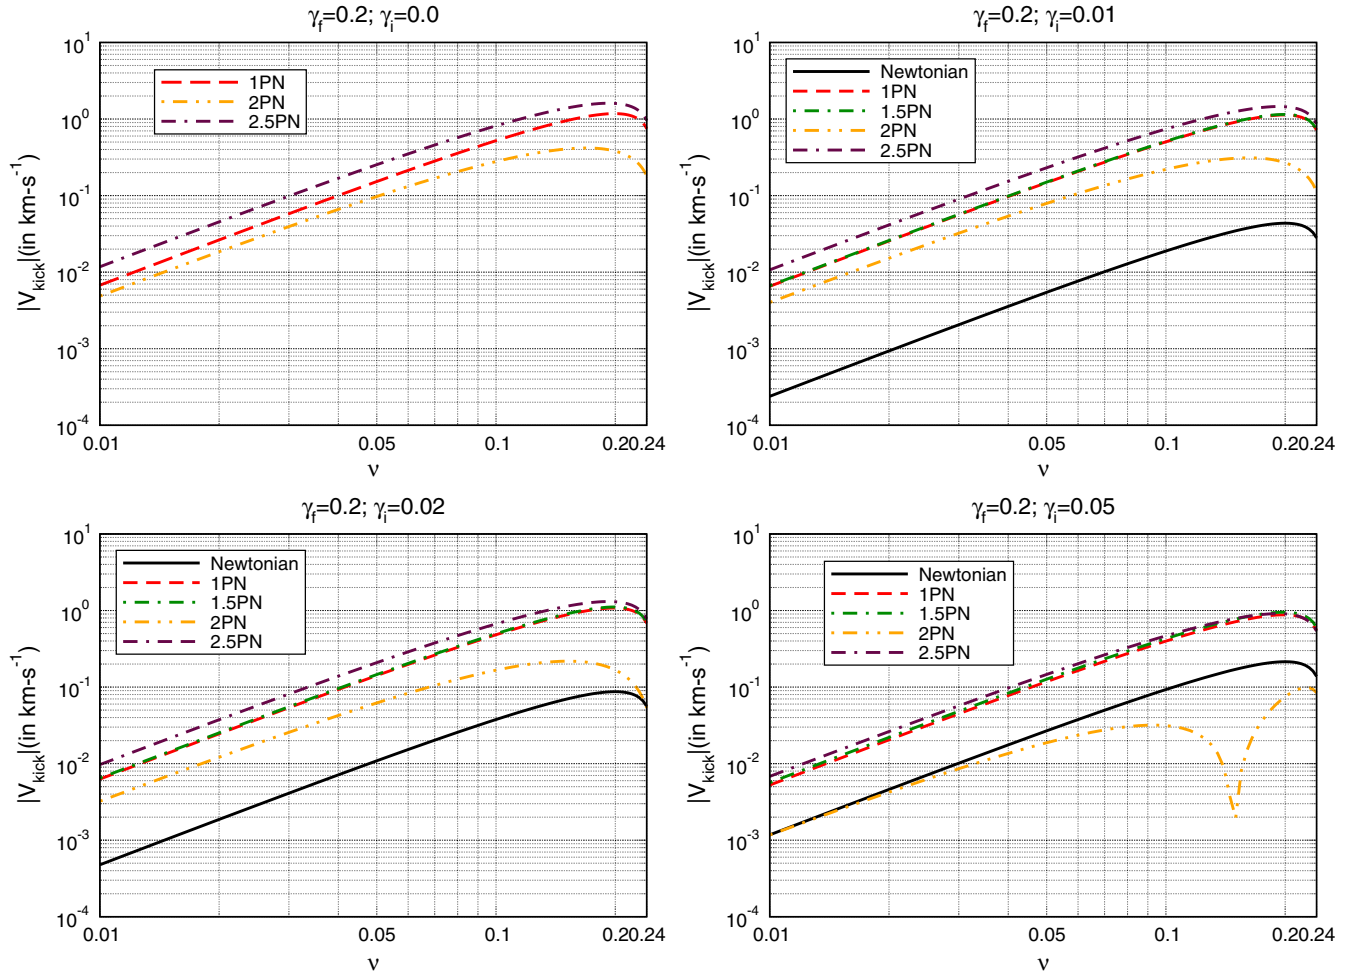 γf=0.2; γi=0.0
|Vkick|(in km-s-1)
10^1
10^0
10^-1
10^-2
10^-3
10^-4
1PN
2PN
2.5PN
0.01 0.05 0.1 0.20.24
ν
γf=0.2; γi=0.01
|Vkick|(in km-s-1)
10^1
10^0
10^-1
10^-2
10^-3
10^-4
Newtonian
1PN
1.5PN
2PN
2.5PN
0.01 0.05 0.1 0.20.24
ν
γf=0.2; γi=0.02
|Vkick|(in km-s-1)
10^1
10^0
10^-1
10^-2
10^-3
10^-4
Newtonian
1PN
1.5PN
2PN
2.5PN
0.01 0.05 0.1 0.20.24
ν
γf=0.2; γi=0.05
|Vkick|(in km-s-1)
10^1
10^0
10^-1
10^-2
10^-3
10^-4
Newtonian
1PN
1.5PN
2PN
2.5PN
0.01 0.05 0.1 0.20.24
ν